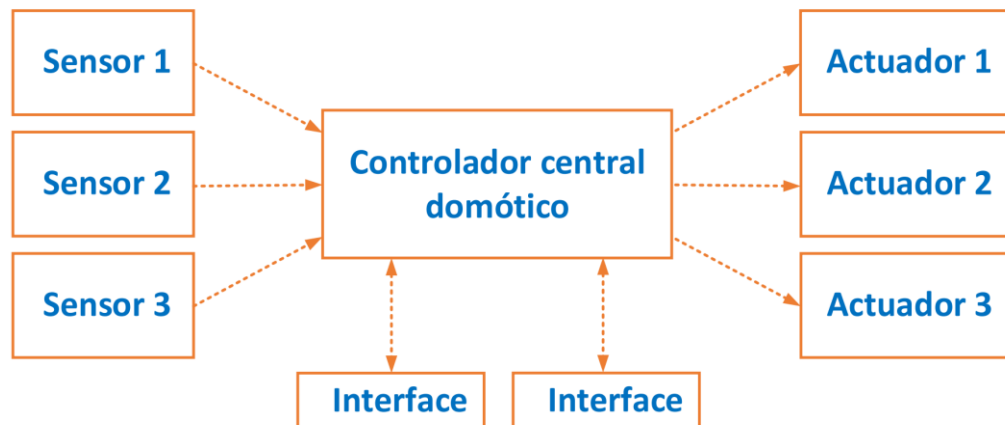 Sensor 1
Sensor 2
Sensor 3
Controlador central
domótico
Actuador 1
Actuador 2
Actuador 3
Interface
Interface